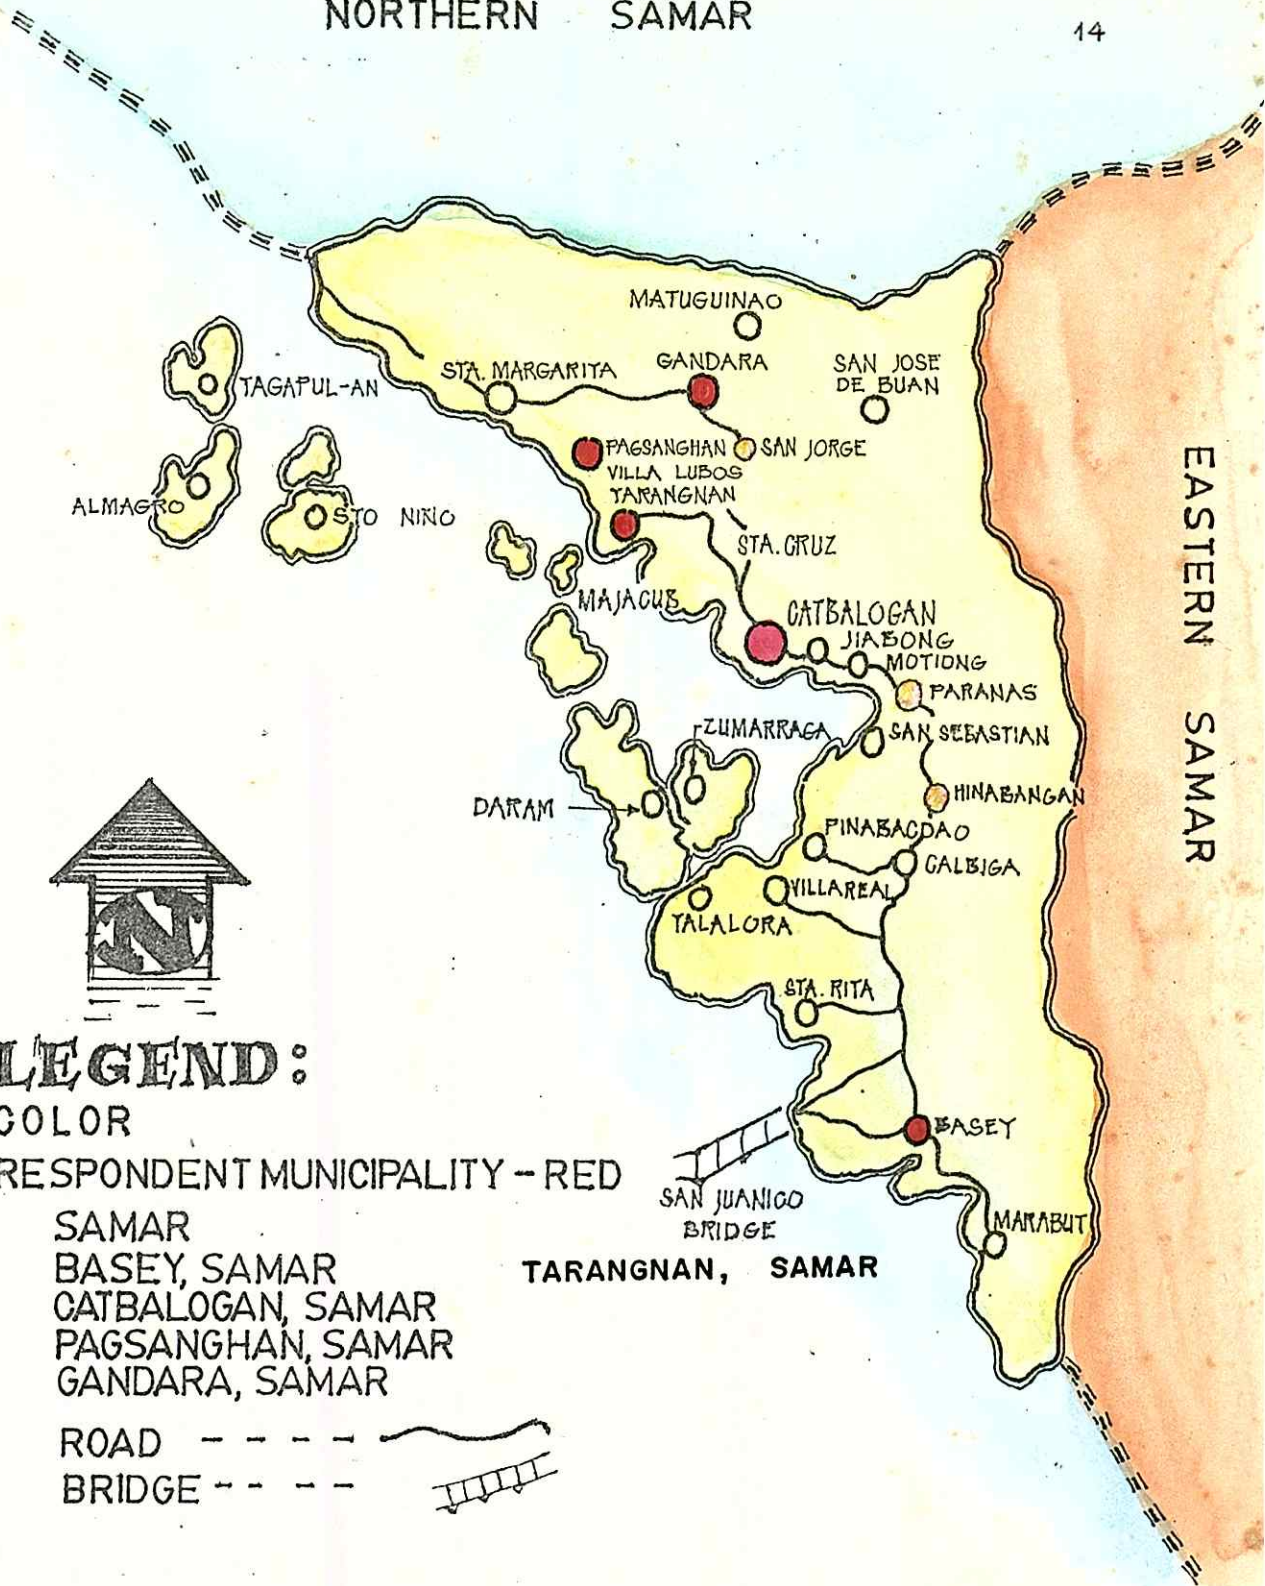 NORTHERN SAMAR
14
MATUGUINAO
STA. MARGARITA
GANDARA
SAN JOSE
DE BUAN
TAGAPUL-AN
PAGSANGHAN
SAN JORGE
VILLA LUBOS
TARANGNAN
ALMAGRO
STO NIÑO
STA. CRUZ
MAJACUB
CATBALOGAN
JIABONG
MOTIONG
PARANAS
ZUMARRAGA
SAN SEBASTIAN
DARAM
HINABANGAN
PINABACDAO
CALBIGA
VILLAREAL
TALALORA
STA. RITA
BASEY
SAN JUANICO
BRIDGE
MARABUT
EASTERN SAMAR
N
LEGEND:
COLOR
RESPONDENT MUNICIPALITY - RED
SAMAR
BASEY, SAMAR
TARANGNAN, SAMAR
CATBALOGAN, SAMAR
PAGSANGHAN, SAMAR
GANDARA, SAMAR
ROAD - - - -
BRIDGE - - - -